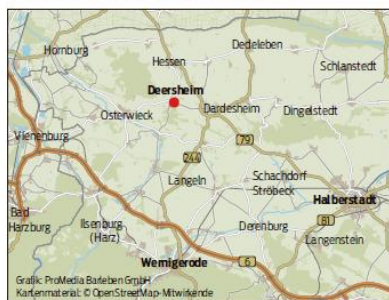 Hornburg
Dedeleben
Hessen
Schlanstedt
Deersheim
Dardesheim
Dingelstedt
Osterwieck
Vienenburg
79
244
Langeln
Schachdorf
Ströbeck
Halberstadt
Bad
Harzburg
Ilsenburg
(Harz)
81
Derenburg
Langenstein
Wernigerode
6
Grafik: ProMedia Barleben GmbH
Kartenmaterial: © OpenStreetMap-Mitwirkende